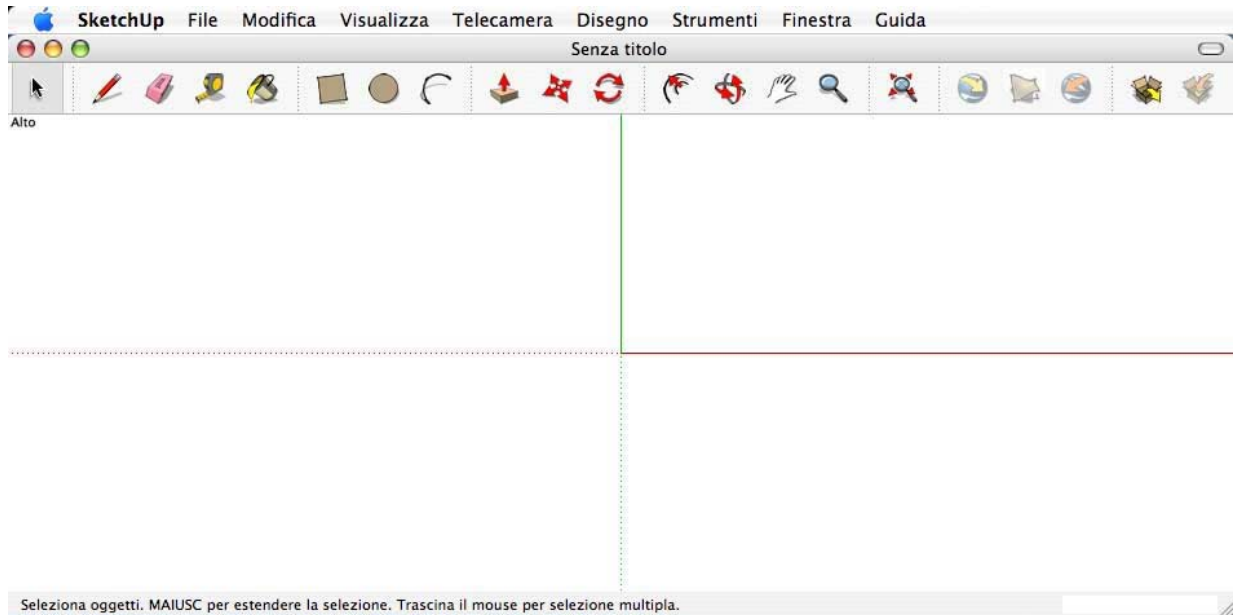 SketchUp File Modifica Visualizza Telecamera Disegno Strumenti Finestra Guida
Senza titolo
Alto
Seleziona oggetti. MAIUSC per estendere la selezione. Trascina il mouse per selezione multipla.